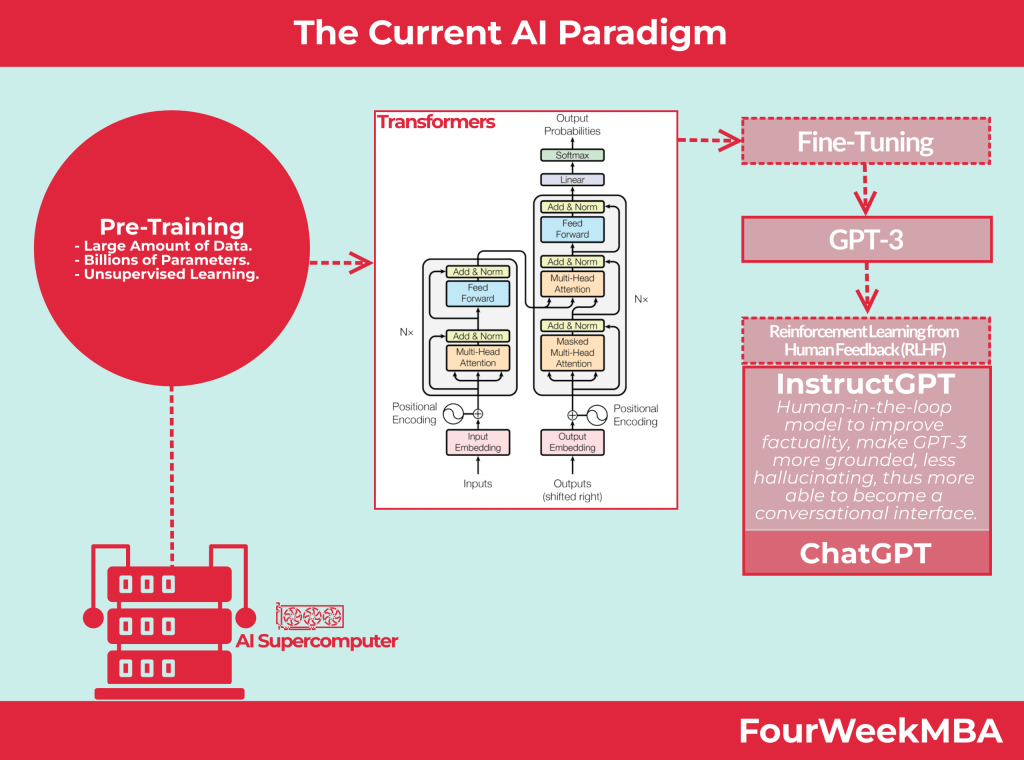 The Current AI Paradigm
Pre-Training
- Large Amount of Data.
- Billions of Parameters.
- Unsupervised Learning.
AI Supercomputer
Transformers
Output
Probabilities
Softmax
Linear
Add & Norm
Feed
Forward
Add & Norm
Multi-Head
Attention
Add & Norm
Masked
Multi-Head
Attention
Nx
Add & Norm
Feed
Forward
Add & Norm
Multi-Head
Attention
Nx
Positional
Encoding
Positional
Encoding
Input
Embedding
Output
Embedding
Inputs
Outputs
(shifted right)
Fine-Tuning
GPT-3
Reinforcement Learning from
Human Feedback (RLHF)
InstructGPT
Human-in-the-loop
model to improve
factuality, make GPT-3
more grounded, less
hallucinating, thus more
able to become a
conversational interface.
ChatGPT
FourWeekMBA